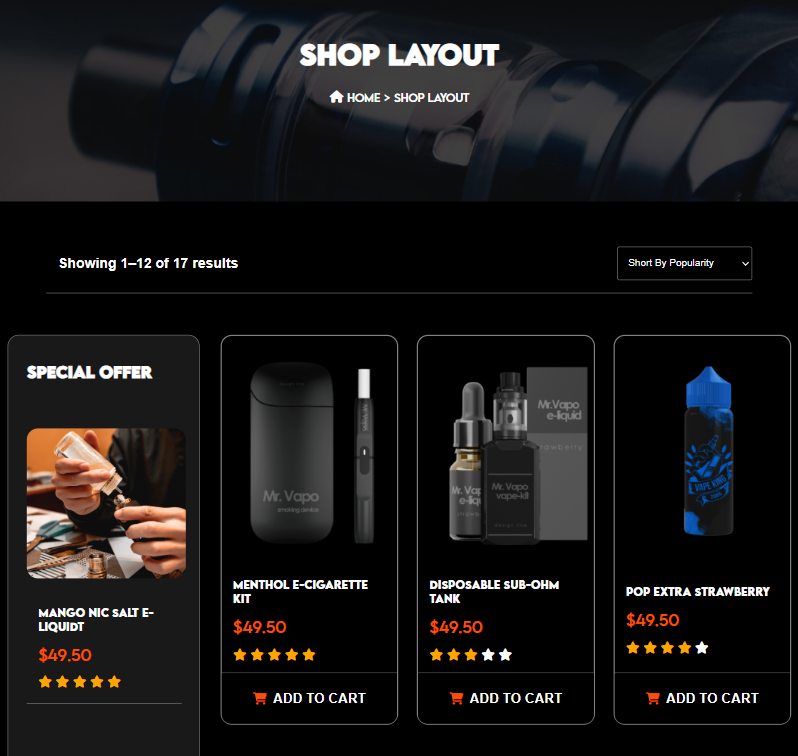 SHOP LAYOUT
HOME > SHOP LAYOUT
Showing 1–12 of 17 results
Short By Popularity
SPECIAL OFFER
MANGO NIC SALT E-
LIQUIDT
$49.50
Mr. Vapo
smoking device
MENTHOL E-CIGARETTE
KIT
$49.50
ADD TO CART
Mr.Vapo
e-liquid
Mr. Vapo
vape-kit
DISPOSABLE SUB-OHM
TANK
$49.50
ADD TO CART
VAPE KING
POP EXTRA STRAWBERRY
$49.50
ADD TO CART